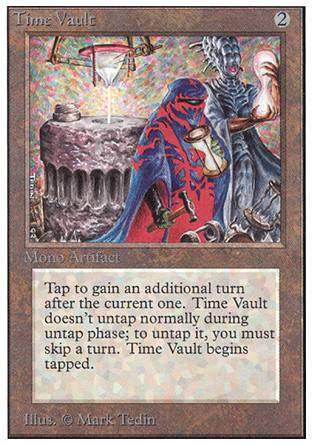 Time Vault 2
Mono Artifact
Tap to gain an additional turn
after the current one. Time Vault
doesn't untap normally during
untap phase; to untap it, you must
skip a turn. Time Vault begins
tapped.
Illus. © Mark Tedin